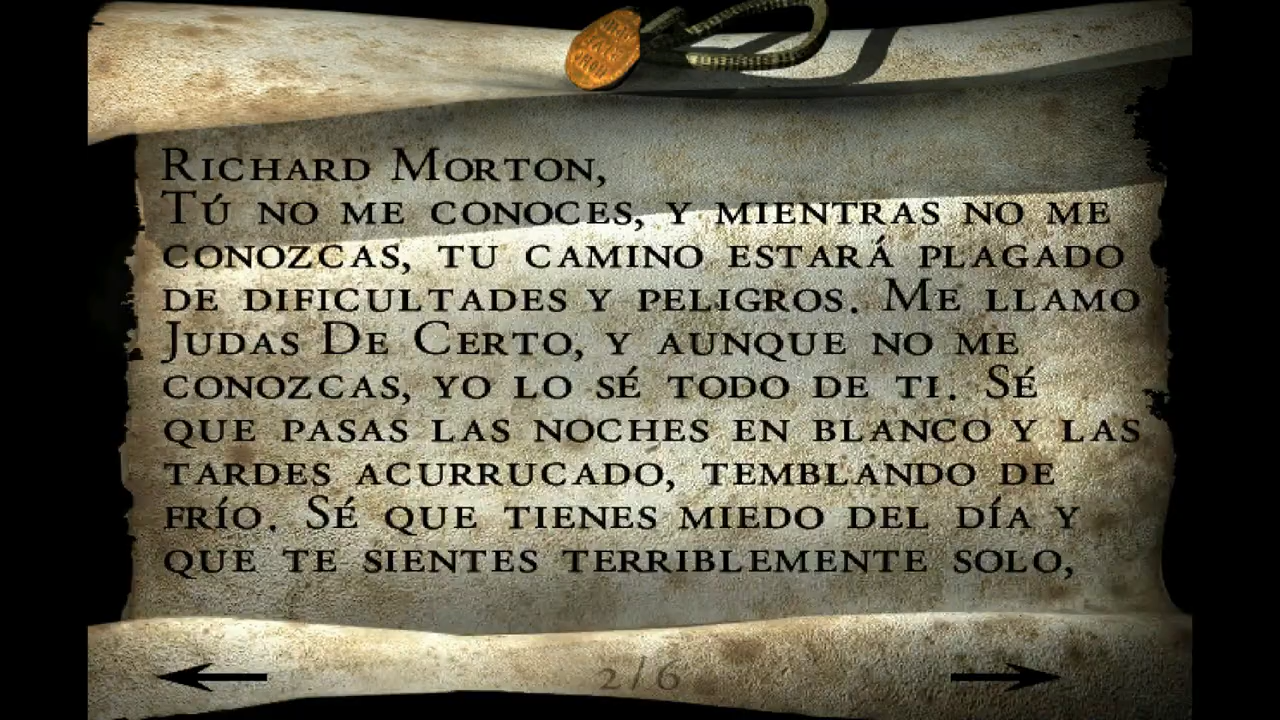 Richard Morton,
Tú no me conoces, y mientras no me
conozcas, tu camino estará plagado
de dificultades y peligros. Me llamo
Judas De Certo, y aunque no me
conozcas, yo lo sé todo de ti. Sé
que pasas las noches en blanco y las
tardes acurrucado, temblando de
frío. Sé que tienes miedo del día y
que te sientes terriblemente solo,
2/6